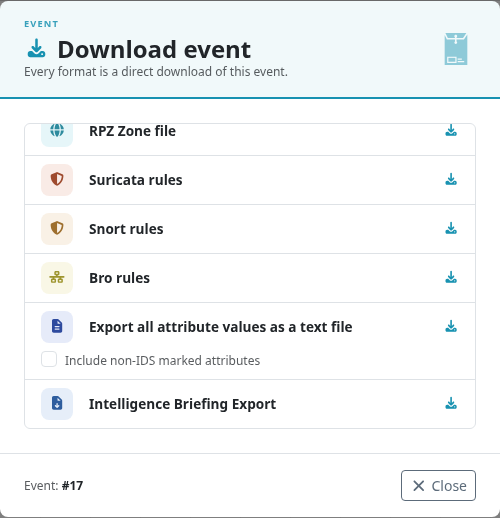 EVENT
Download event
Every format is a direct download of this event.
RPZ Zone file
Suricata rules
Snort rules
Bro rules
Export all attribute values as a text file
Include non-IDS marked attributes
Intelligence Briefing Export
Event: #17
Close